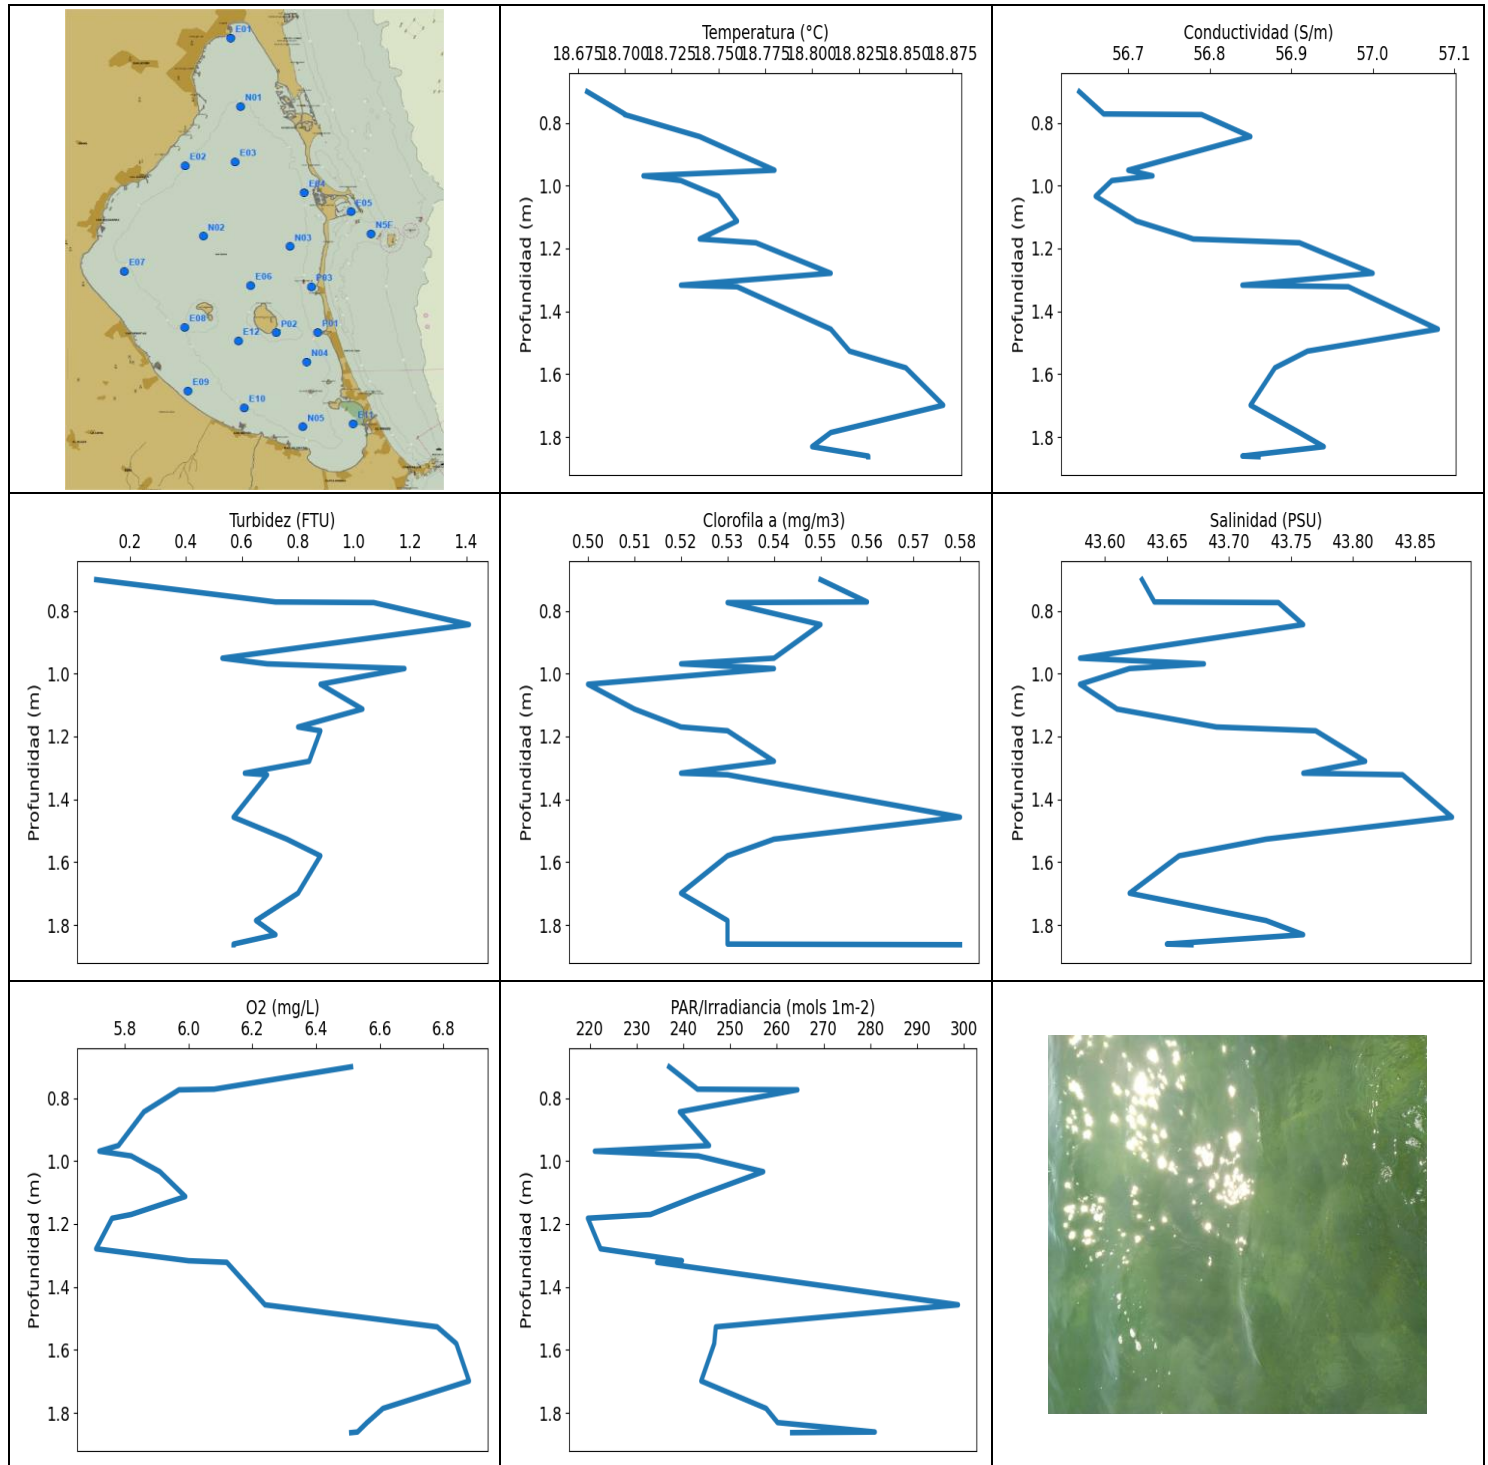 E01
N01
E03
E02
E04
E05
N5F
N02
N03
E07
E06
P03
E08
P02
P01
E12
N04
E09
E10
N05
E11
Temperatura (°C)
18.675 18.700 18.725 18.750 18.775 18.800 18.825 18.850 18.875
0.8
1.0
1.2
1.4
1.6
1.8
Profundidad (m)
Conductividad (S/m)
56.7 56.8 56.9 57.0 57.1
0.8
1.0
1.2
1.4
1.6
1.8
Profundidad (m)
Turbidez (FTU)
0.2 0.4 0.6 0.8 1.0 1.2 1.4
0.8
1.0
1.2
1.4
1.6
1.8
Profundidad (m)
Clorofila a (mg/m3)
0.50 0.51 0.52 0.53 0.54 0.55 0.56 0.57 0.58
0.8
1.0
1.2
1.4
1.6
1.8
Profundidad (m)
Salinidad (PSU)
43.60 43.65 43.70 43.75 43.80 43.85
0.8
1.0
1.2
1.4
1.6
1.8
Profundidad (m)
O2 (mg/L)
5.8 6.0 6.2 6.4 6.6 6.8
0.8
1.0
1.2
1.4
1.6
1.8
Profundidad (m)
PAR/Irradiancia (mols 1m-2)
220 230 240 250 260 270 280 290 300
0.8
1.0
1.2
1.4
1.6
1.8
Profundidad (m)